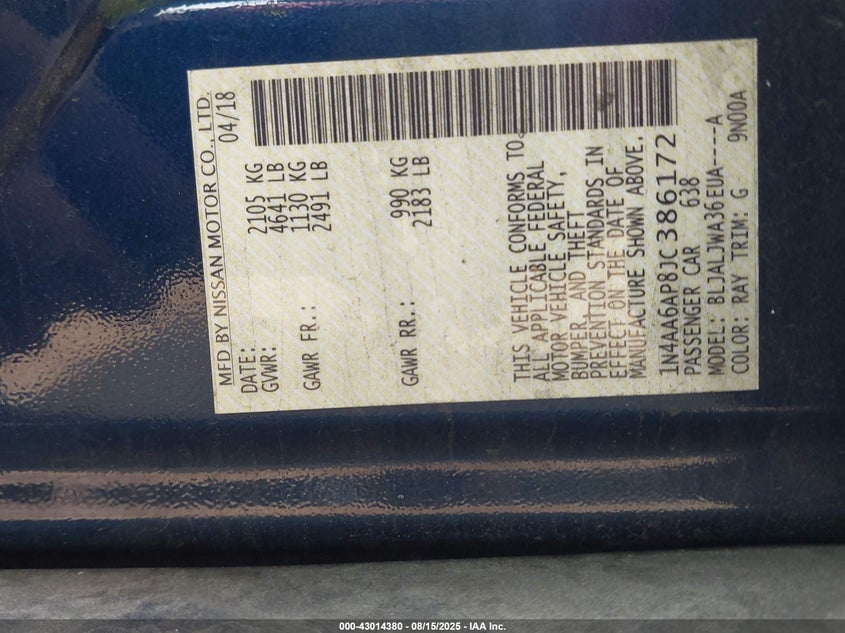 MFD BY NISSAN MOTOR CO., LTD.
DATE: 04/18
GVWR: 2105 KG
4641 LB
GAWR FR.: 1130 KG
2491 LB
GAWR RR.: 990 KG
2183 LB
THIS VEHICLE CONFORMS TO
ALL APPLICABLE FEDERAL
MOTOR VEHICLE SAFETY,
BUMPER, AND THEFT
PREVENTION STANDARDS IN
EFFECT ON THE DATE OF
MANUFACTURE SHOWN ABOVE.
1N4AA6AP8JC386172
PASSENGER CAR 638
MODEL: BLJALJWA36EUA----A
COLOR: RAY TRIM: G 9N00A
000-43014380 - 08/15/2025 - IAA Inc.